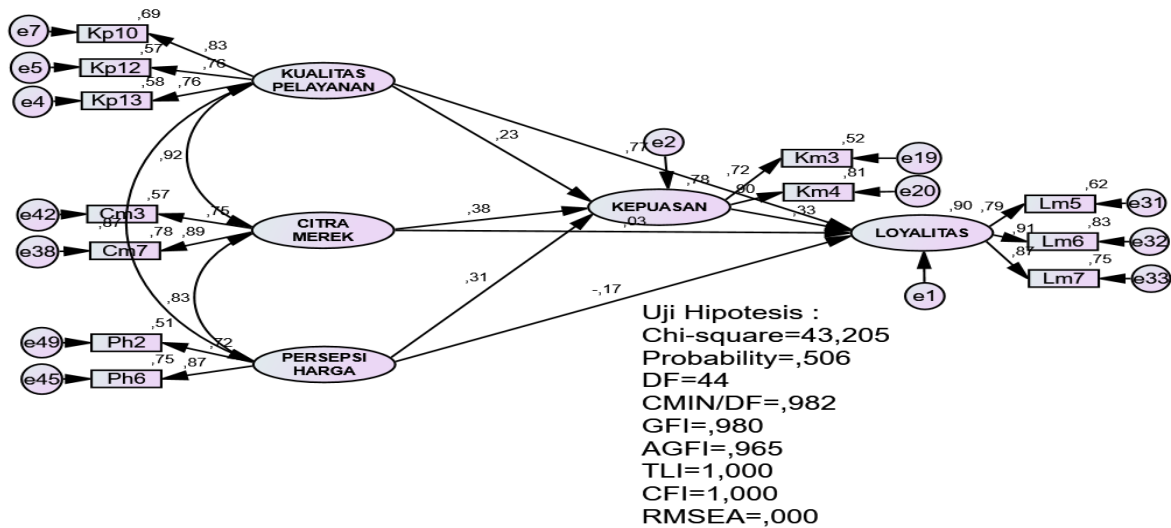 ,69
e7
Kp10
,83
,57
e5
Kp12
,76
,58
e4
Kp13
,76
KUALITAS
PELAYANAN
,92
,87
,23
,77
e2
,52
Km3
e19
,72
,78
,81
Km4
e20
,90
KEPUASAN
,57
e42
Cm3
,75
,78
e38
Cm7
,89
CITRA
MEREK
,38
,03
,33
,90
LOYALITAS
,79
,62
Lm5
e31
,91
,83
Lm6
e32
,87
,75
Lm7
e33
e1
,83
,31
-,17
,51
e49
Ph2
,72
,75
e45
Ph6
,87
PERSEPSI
HARGA
Uji Hipotesis :
Chi-square=43,205
Probability=,506
DF=44
CMIN/DF=,982
GFI=,980
AGFI=,965
TLI=1,000
CFI=1,000
RMSEA=,000